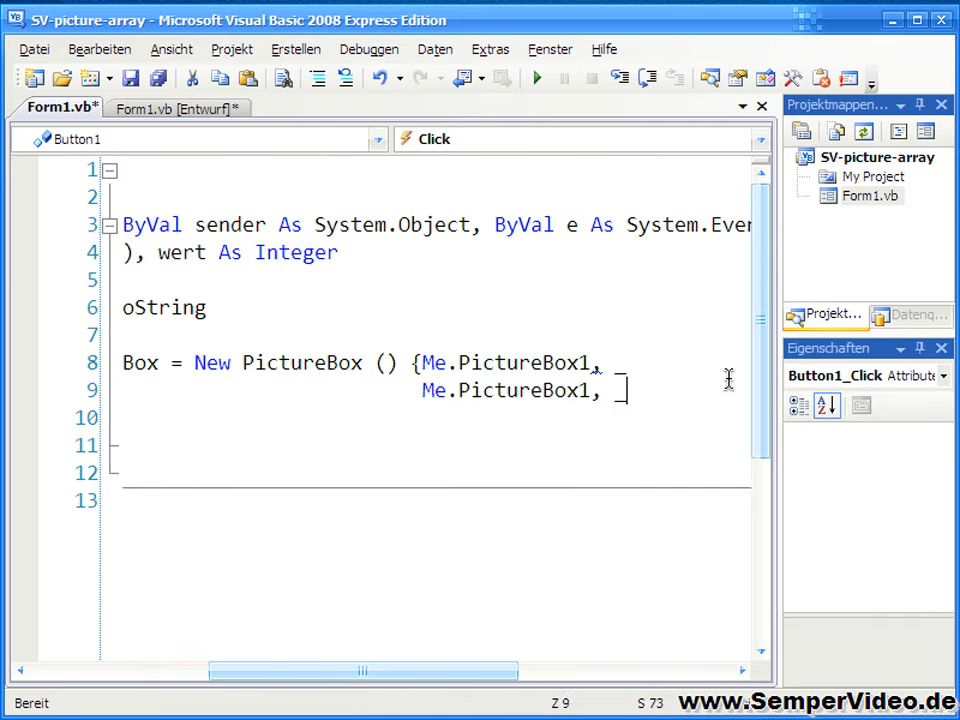 SV-picture-array - Microsoft Visual Basic 2008 Express Edition
Datei Bearbeiten Ansicht Projekt Erstellen Debuggen Daten Extras Fenster Hilfe
Form1.vb* Form1.vb [Entwurf]*
Projektmappen...
Button1 Click
SV-picture-array
My Project
Form1.vb
1
2
3 ByVal sender As System.Object, ByVal e As System.Even
4 ), wert As Integer
5
6 oString
7
8 Box = New PictureBox () {Me.PictureBox1, _
9 Me.PictureBox1, _
10
11
12
13
Projekt... Datenq...
Eigenschaften
Button1_Click Attribute
Bereit Z 9 S 73
www.SemperVideo.de